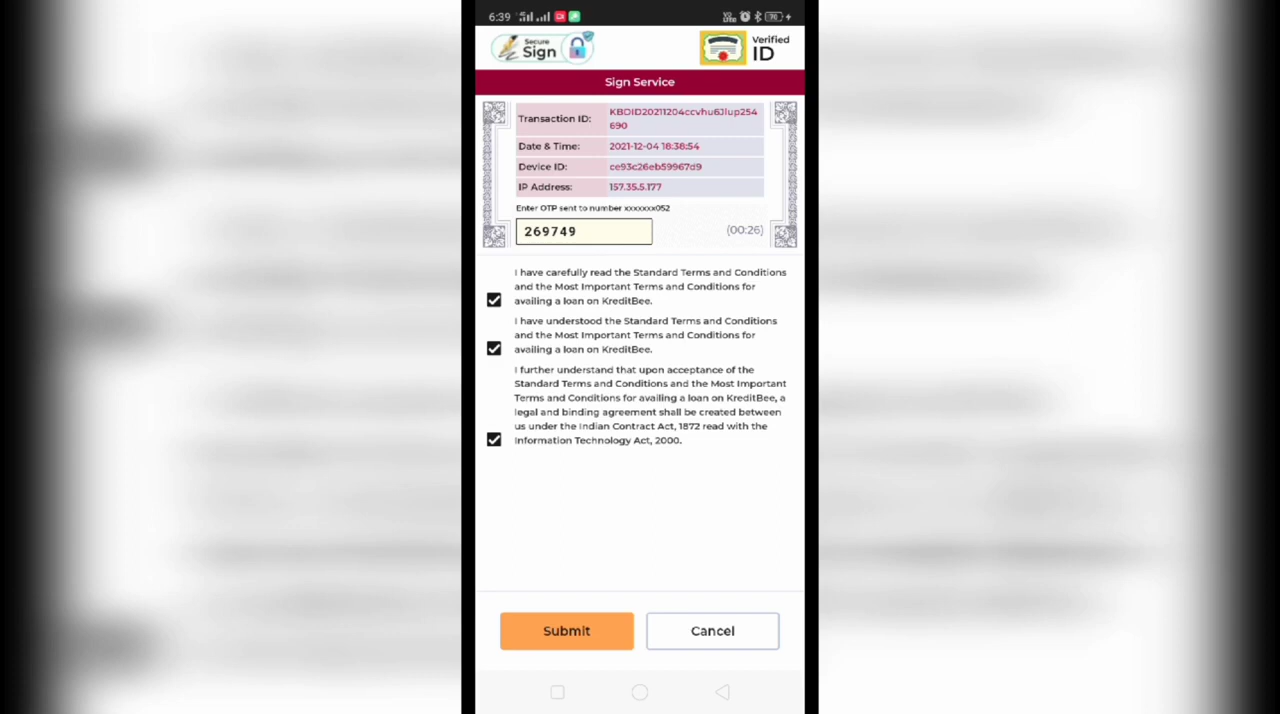 6:39
Secure
Sign
Verified
ID
Sign Service
Transaction ID: KBDID20211204ccvhu6Jlup254
690
Date & Time: 2021-12-04 18:38:54
Device ID: ce93c26eb59967d9
IP Address: 157.35.5.177
Enter OTP sent to number xxxxxxx052
269749 (00:26)
I have carefully read the Standard Terms and Conditions
and the Most Important Terms and Conditions for
availing a loan on KreditBee.
I have understood the Standard Terms and Conditions
and the Most Important Terms and Conditions for
availing a loan on KreditBee.
I further understand that upon acceptance of the
Standard Terms and Conditions and the Most Important
Terms and Conditions for availing a loan on KreditBee, a
legal and binding agreement shall be created between
us under the Indian Contract Act, 1872 read with the
Information Technology Act, 2000.
Submit Cancel